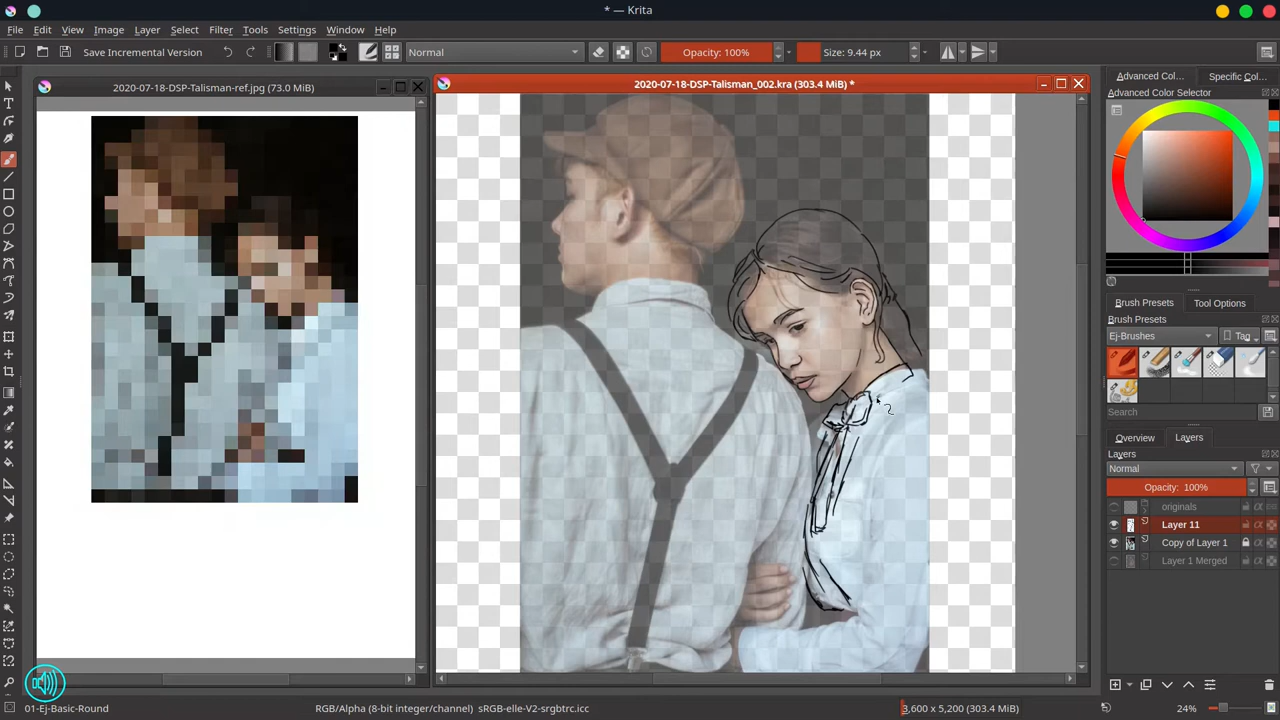 * — Krita
File Edit View Image Layer Select Filter Tools Settings Window Help
Save Incremental Version Normal Opacity: 100% Size: 9.44 px
2020-07-18-DSP-Talisman-ref.jpg (73.0 MiB)
2020-07-18-DSP-Talisman_002.kra (303.4 MiB) *
Advanced Col... Specific Col...
Advanced Color Selector
Brush Presets Tool Options
Brush Presets
Ej-Brushes Tag
Search
Overview Layers
Layers
Normal
Opacity: 100%
originals
Layer 11
Copy of Layer 1
Layer 1 Merged
01-Ej-Basic-Round RGB/Alpha (8-bit integer/channel) sRGB-elle-V2-srgbtrc.icc 3,600 x 5,200 (303.4 MiB) 24%